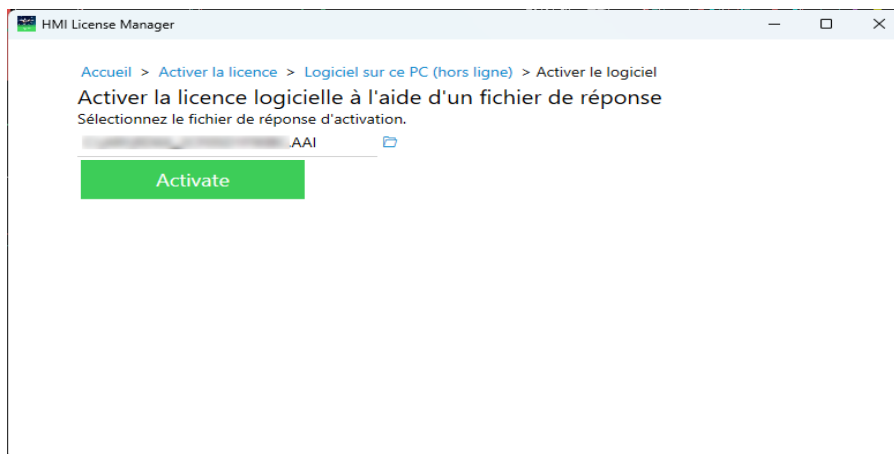 HMI License Manager
Accueil > Activer la licence > Logiciel sur ce PC (hors ligne) > Activer le logiciel
Activer la licence logicielle à l'aide d'un fichier de réponse
Sélectionnez le fichier de réponse d'activation.
.AAI
Activate